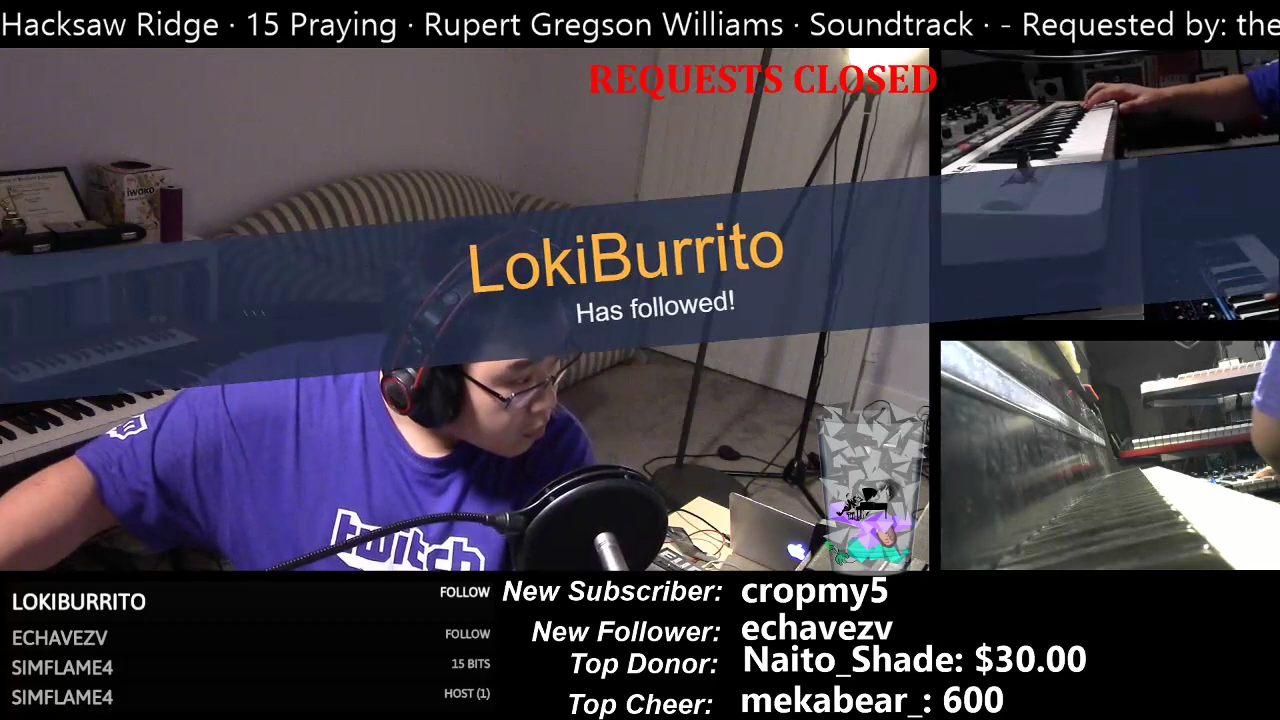 Hacksaw Ridge · 15 Praying · Rupert Gregson Williams · Soundtrack · - Requested by: the
REQUESTS CLOSED
iwako
LokiBurrito
Has followed!
twitch
LOKIBURRITO FOLLOW
ECHAVEZV FOLLOW
SIMFLAME4 15 BITS
SIMFLAME4 HOST (1)
New Subscriber: cropmy5
New Follower: echavezv
Top Donor: Naito_Shade: $30.00
Top Cheer: mekabear_: 600